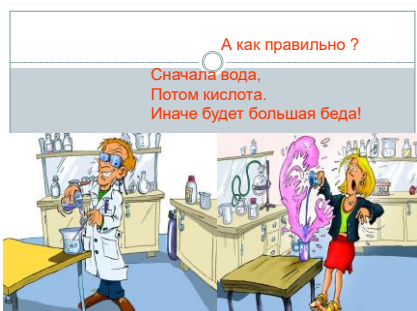 А как правильно ?
Сначала вода,
Потом кислота.
Иначе будет большая беда!